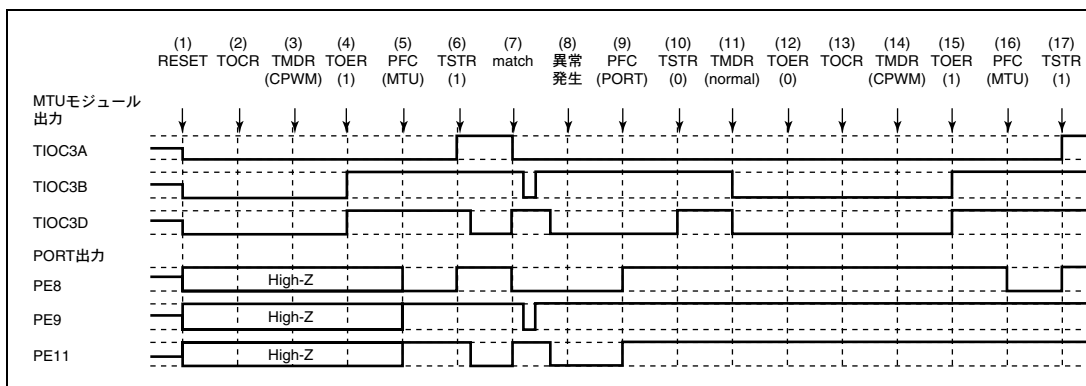 (1) (2) (3) (4) (5) (6) (7) (8) (9) (10) (11) (12) (13) (14) (15) (16) (17)
RESET TOCR TMDR TOER PFC TSTR match 異常 PFC TSTR TMDR TOER TOCR TMDR TOER PFC TSTR
(CPWM) (1) (MTU) (1) 発生 (PORT) (0) (normal) (0) (CPWM) (1) (MTU) (1)
MTUモジュール
出力
TIOC3A
TIOC3B
TIOC3D
PORT出力
PE8 High-Z
PE9 High-Z
PE11 High-Z